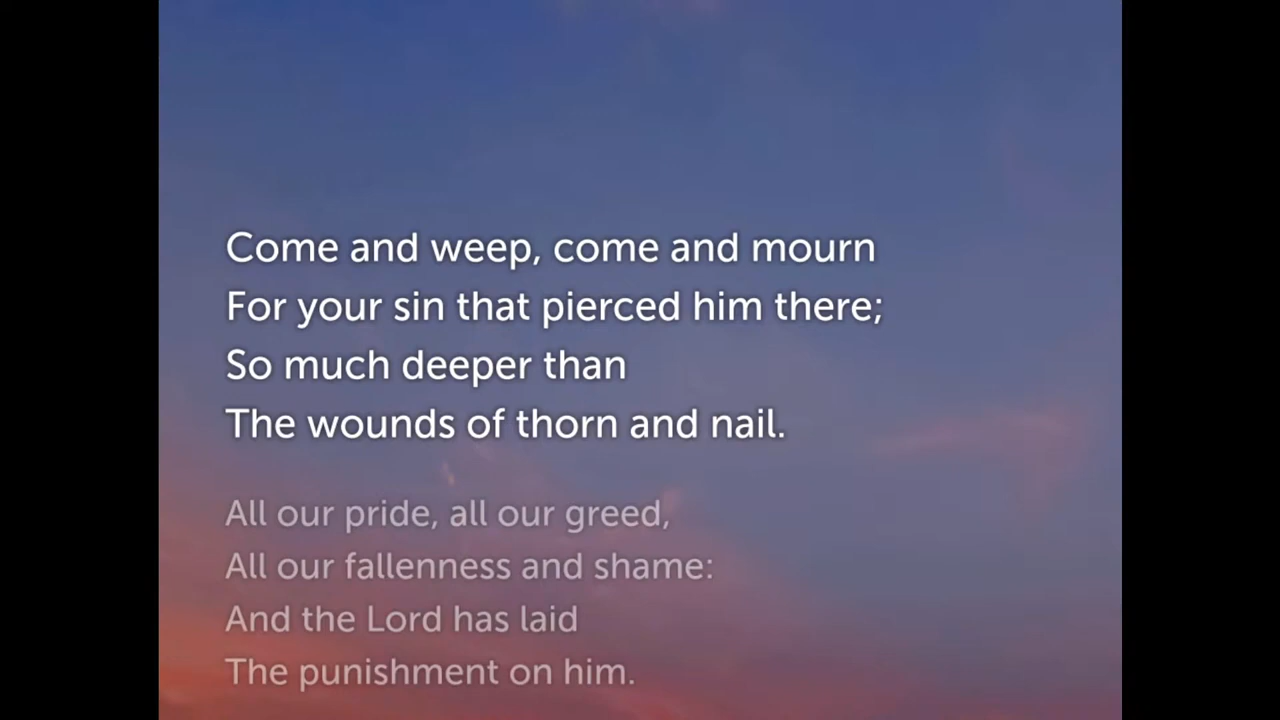 Come and weep, come and mourn
For your sin that pierced him there;
So much deeper than
The wounds of thorn and nail.
All our pride, all our greed,
All our fallenness and shame:
And the Lord has laid
The punishment on him.